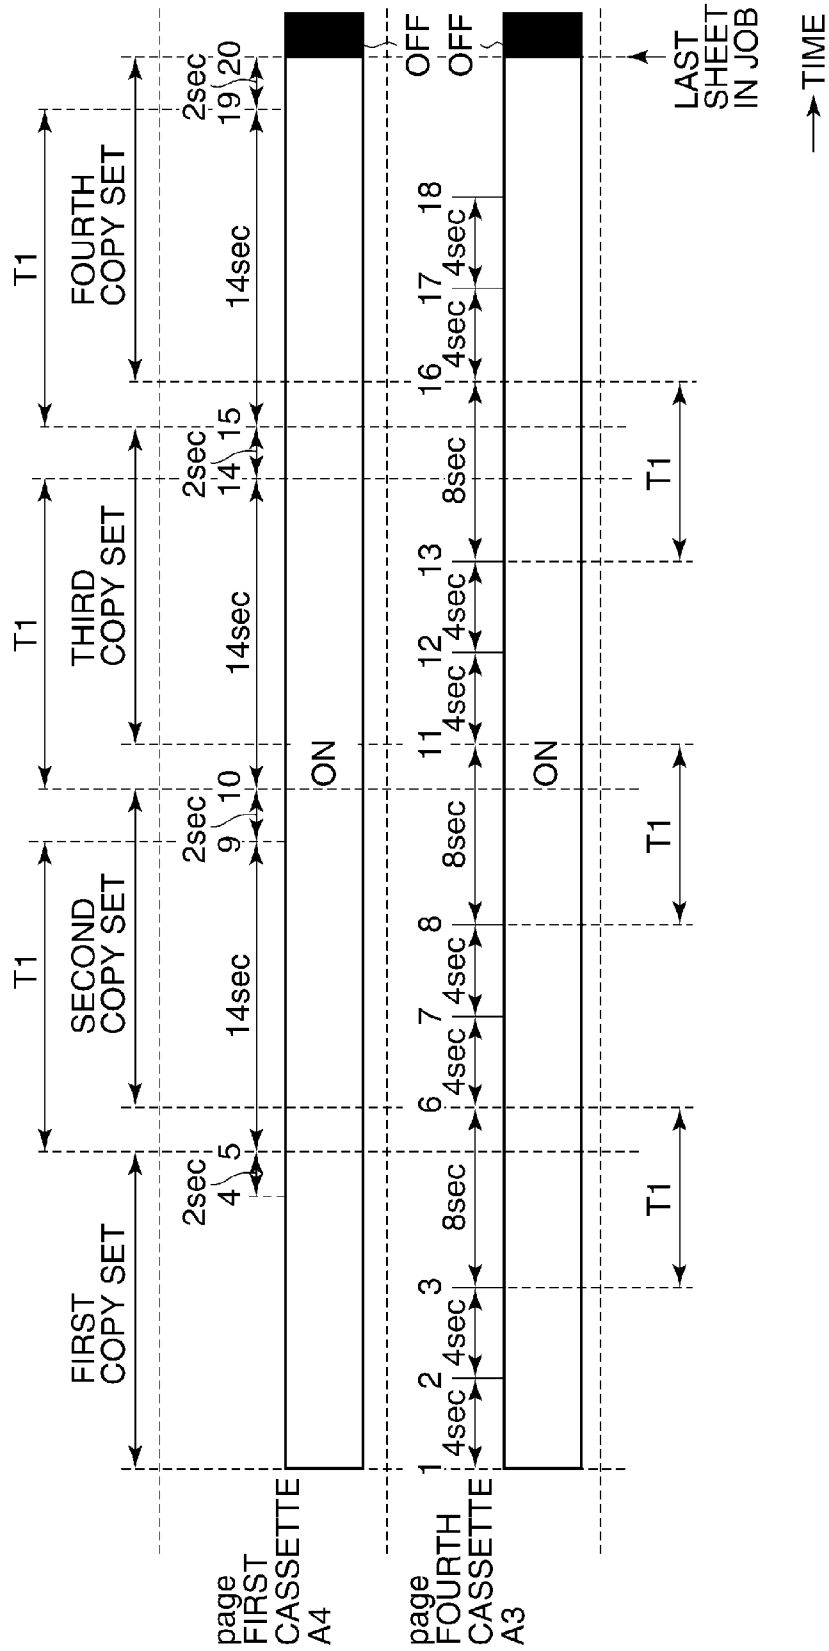 T1
T1
T1
FIRST
COPY SET
SECOND
COPY SET
THIRD
COPY SET
FOURTH
COPY SET
2sec
2sec
2sec
2sec
page
4
5
9
10
14
15
19
20
FIRST
CASSETTE
A4
14sec
14sec
14sec
ON
OFF
page
1
2
3
6
7
8
11
12
13
16
17
18
FOURTH
CASSETTE
A3
4sec
4sec
8sec
4sec
4sec
8sec
4sec
4sec
8sec
4sec
4sec
ON
OFF
T1
T1
T1
LAST
SHEET
IN JOB
TIME